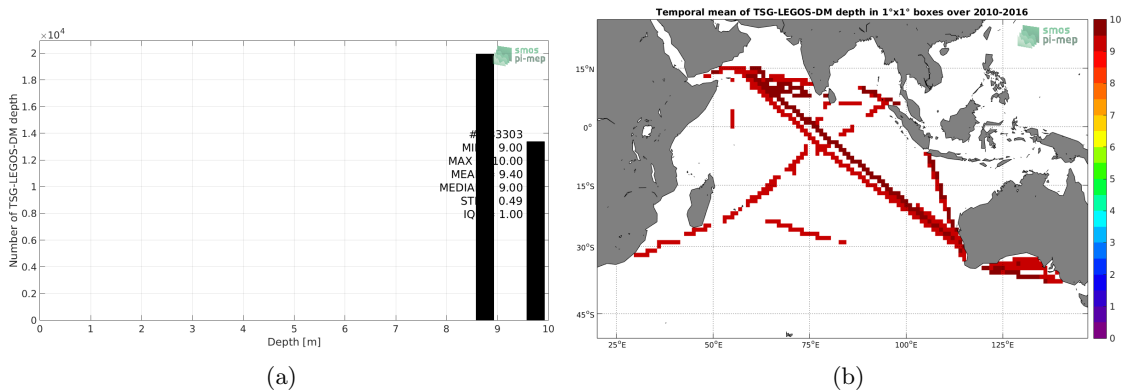 ×10⁴
2
1.8
1.6
1.4
1.2
1
0.8
0.6
0.4
0.2
0
Number of TSG-LEGOS-DM depth
0 1 2 3 4 5 6 7 8 9 10
Depth [m]
smos
pi-mep
3303
9.00
MAX 10.00
9.40
MEDIA 9.00
0.49
1.00
(a)
Temporal mean of TSG-LEGOS-DM depth in 1°x1° boxes over 2010-2016
smos
pi-mep
15°N
0°
15°S
30°S
45°S
25°E 50°E 75°E 100°E 125°E
10
9
8
7
6
5
4
3
2
1
0
(b)